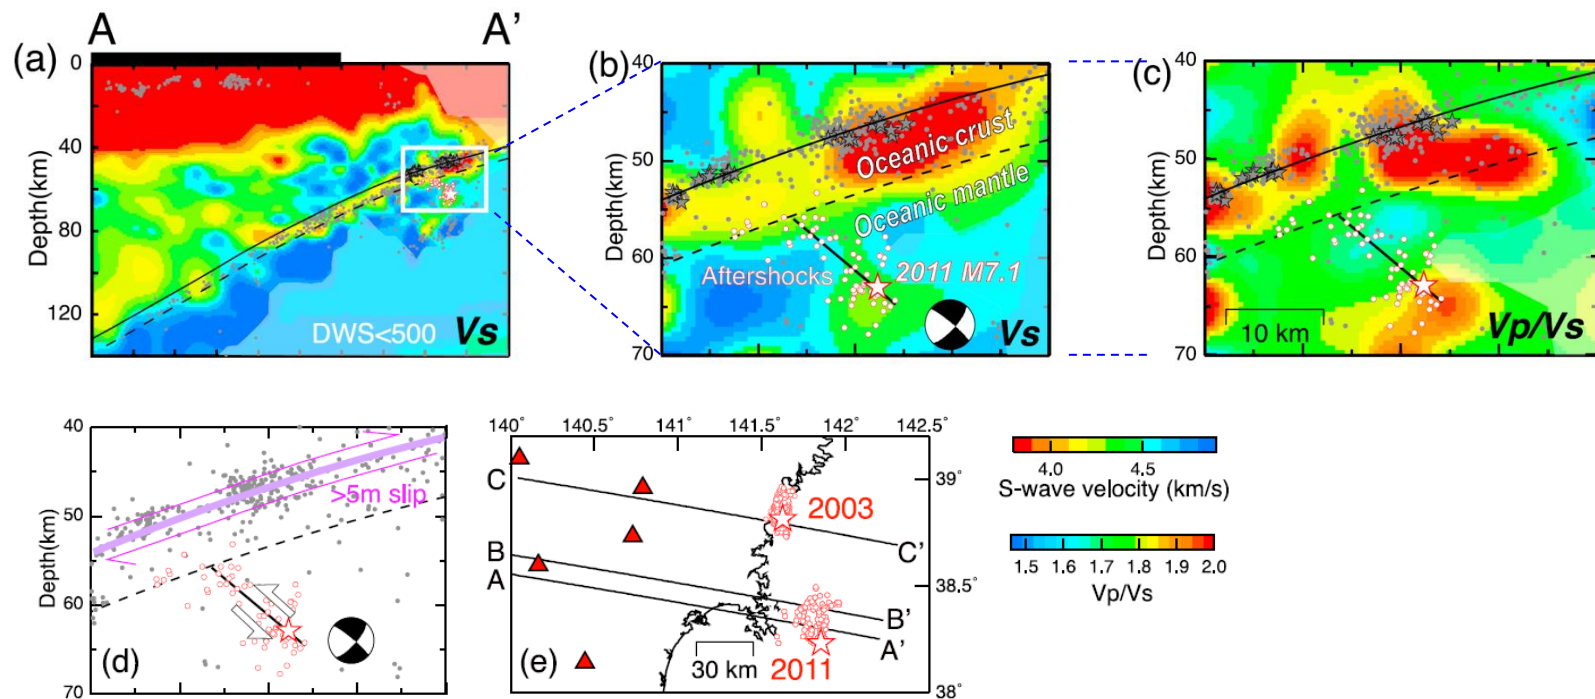 A
A'
(a)
0
40
80
120
Depth(km)
DWS<500
Vs
(b)
40
50
60
70
Depth(km)
Oceanic crust
Oceanic mantle
Aftershocks
2011 M7.1
Vs
(c)
40
50
60
70
Depth(km)
10 km
Vp/Vs
40
50
60
70
Depth(km)
>5m slip
(d)
140°
140.5
141
141.5
142
142.5
39°
38.5°
38°
C
B
A
2003
C'
B'
A'
2011
30 km
(e)
4.0
4.5
S-wave velocity (km/s)
1.5
1.6
1.7
1.8
1.9
2.0
Vp/Vs